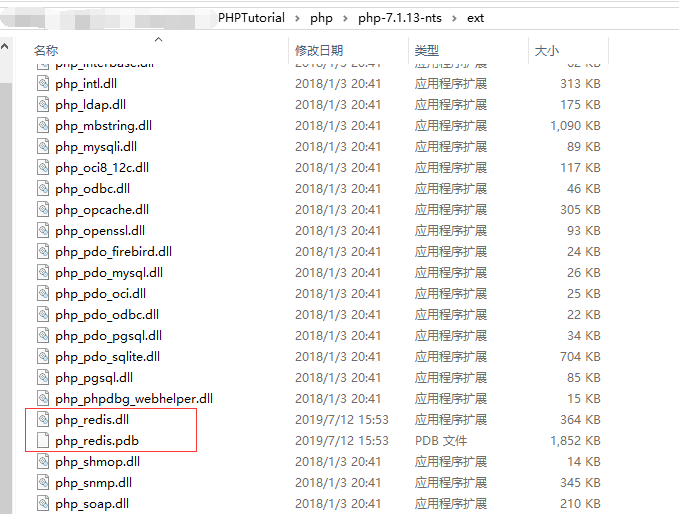 PHPTutorial > php > php-7.1.13-nts > ext
名称 修改日期 类型 大小
php_interbase.dll 2018/1/3 20:41 应用程序扩展 62 KB
php_intl.dll 2018/1/3 20:41 应用程序扩展 313 KB
php_ldap.dll 2018/1/3 20:41 应用程序扩展 175 KB
php_mbstring.dll 2018/1/3 20:41 应用程序扩展 1,090 KB
php_mysqli.dll 2018/1/3 20:41 应用程序扩展 89 KB
php_oci8_12c.dll 2018/1/3 20:41 应用程序扩展 117 KB
php_odbc.dll 2018/1/3 20:41 应用程序扩展 46 KB
php_opcache.dll 2018/1/3 20:41 应用程序扩展 305 KB
php_openssl.dll 2018/1/3 20:41 应用程序扩展 93 KB
php_pdo_firebird.dll 2018/1/3 20:41 应用程序扩展 24 KB
php_pdo_mysql.dll 2018/1/3 20:41 应用程序扩展 26 KB
php_pdo_oci.dll 2018/1/3 20:41 应用程序扩展 25 KB
php_pdo_odbc.dll 2018/1/3 20:41 应用程序扩展 22 KB
php_pdo_pgsql.dll 2018/1/3 20:41 应用程序扩展 34 KB
php_pdo_sqlite.dll 2018/1/3 20:41 应用程序扩展 704 KB
php_pgsql.dll 2018/1/3 20:41 应用程序扩展 85 KB
php_phpdbg_webhelper.dll 2018/1/3 20:41 应用程序扩展 15 KB
php_redis.dll 2019/7/12 15:53 应用程序扩展 364 KB
php_redis.pdb 2019/7/12 15:53 PDB 文件 1,852 KB
php_shmop.dll 2018/1/3 20:41 应用程序扩展 14 KB
php_snmp.dll 2018/1/3 20:41 应用程序扩展 345 KB
php_soap.dll 2018/1/3 20:41 应用程序扩展 210 KB